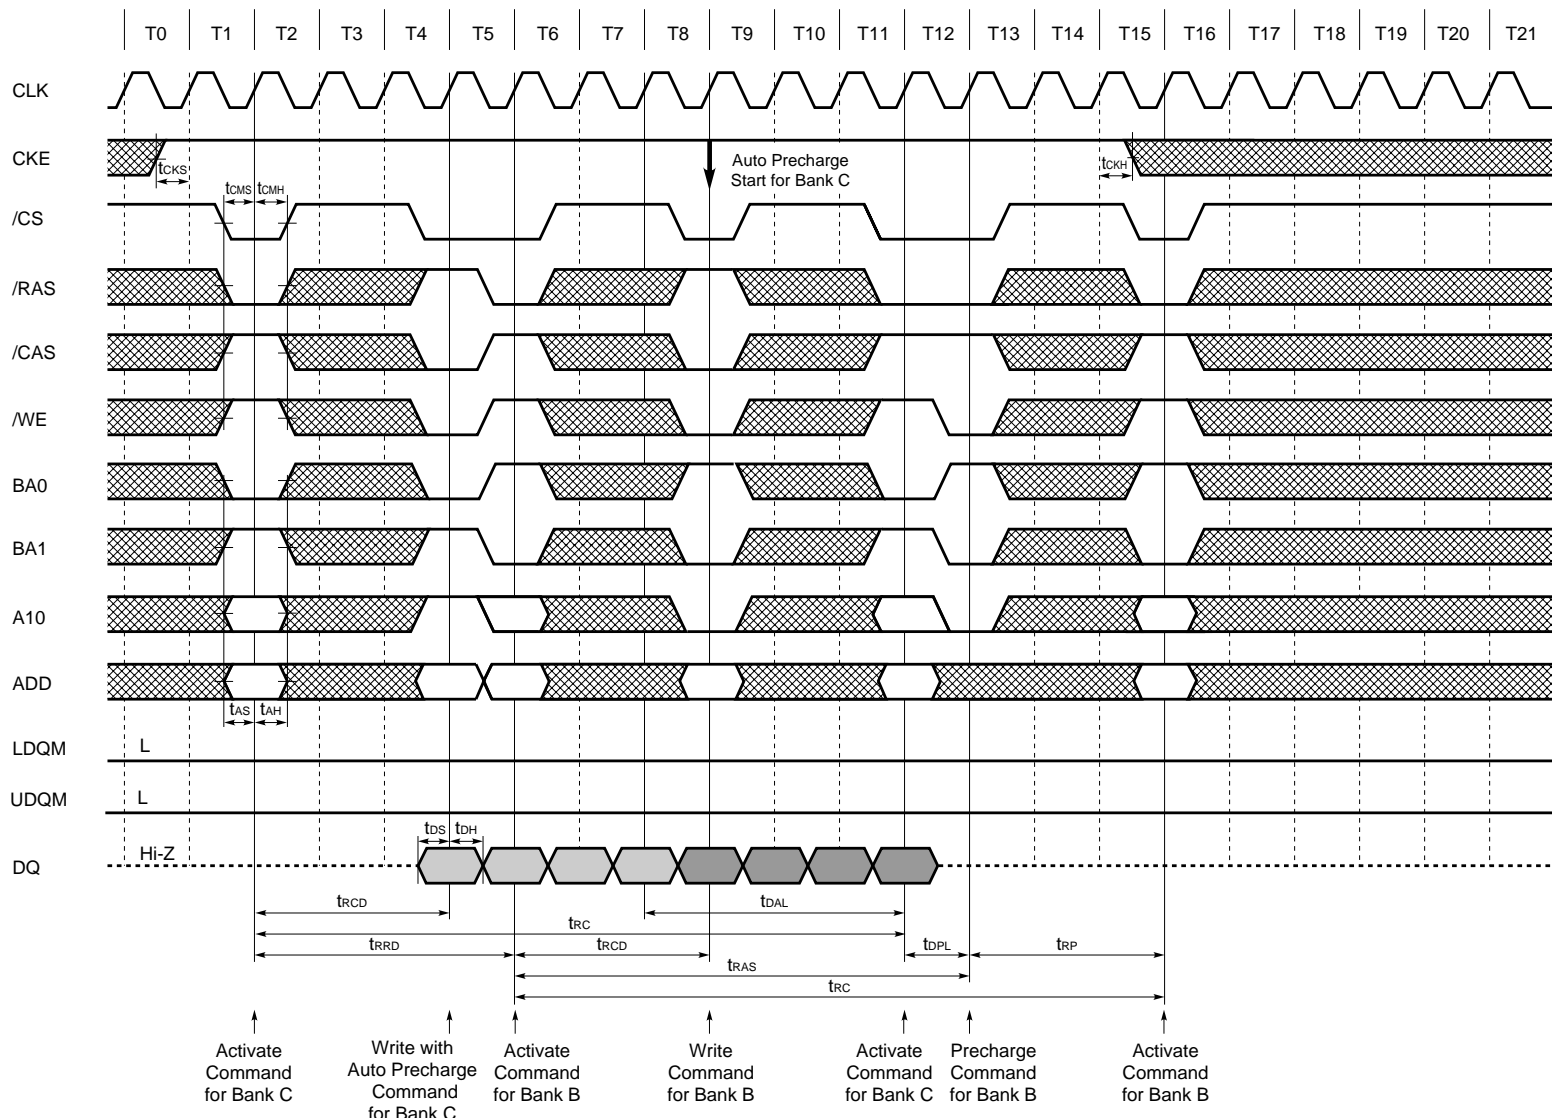 T0 T1 T2 T3 T4 T5 T6 T7 T8 T9 T10 T11 T12 T13 T14 T15 T16 T17 T18 T19 T20 T21
CLK
CKE
tCKS
Auto Precharge
Start for Bank C
tCKH
tCMS tCMH
/CS
/RAS
/CAS
/WE
BA0
BA1
A10
ADD
tAS tAH
LDQM L
UDQM L
tDS tDH
DQ Hi-Z
tRCD tDAL
tRC
tRRD tRCD tDPL tRP
tRAS
tRC
Activate
Command
for Bank C
Write with
Auto Precharge
Command
for Bank C
Activate
Command
for Bank B
Write
Command
for Bank B
Activate
Command
for Bank C
Precharge
Command
for Bank B
Activate
Command
for Bank B